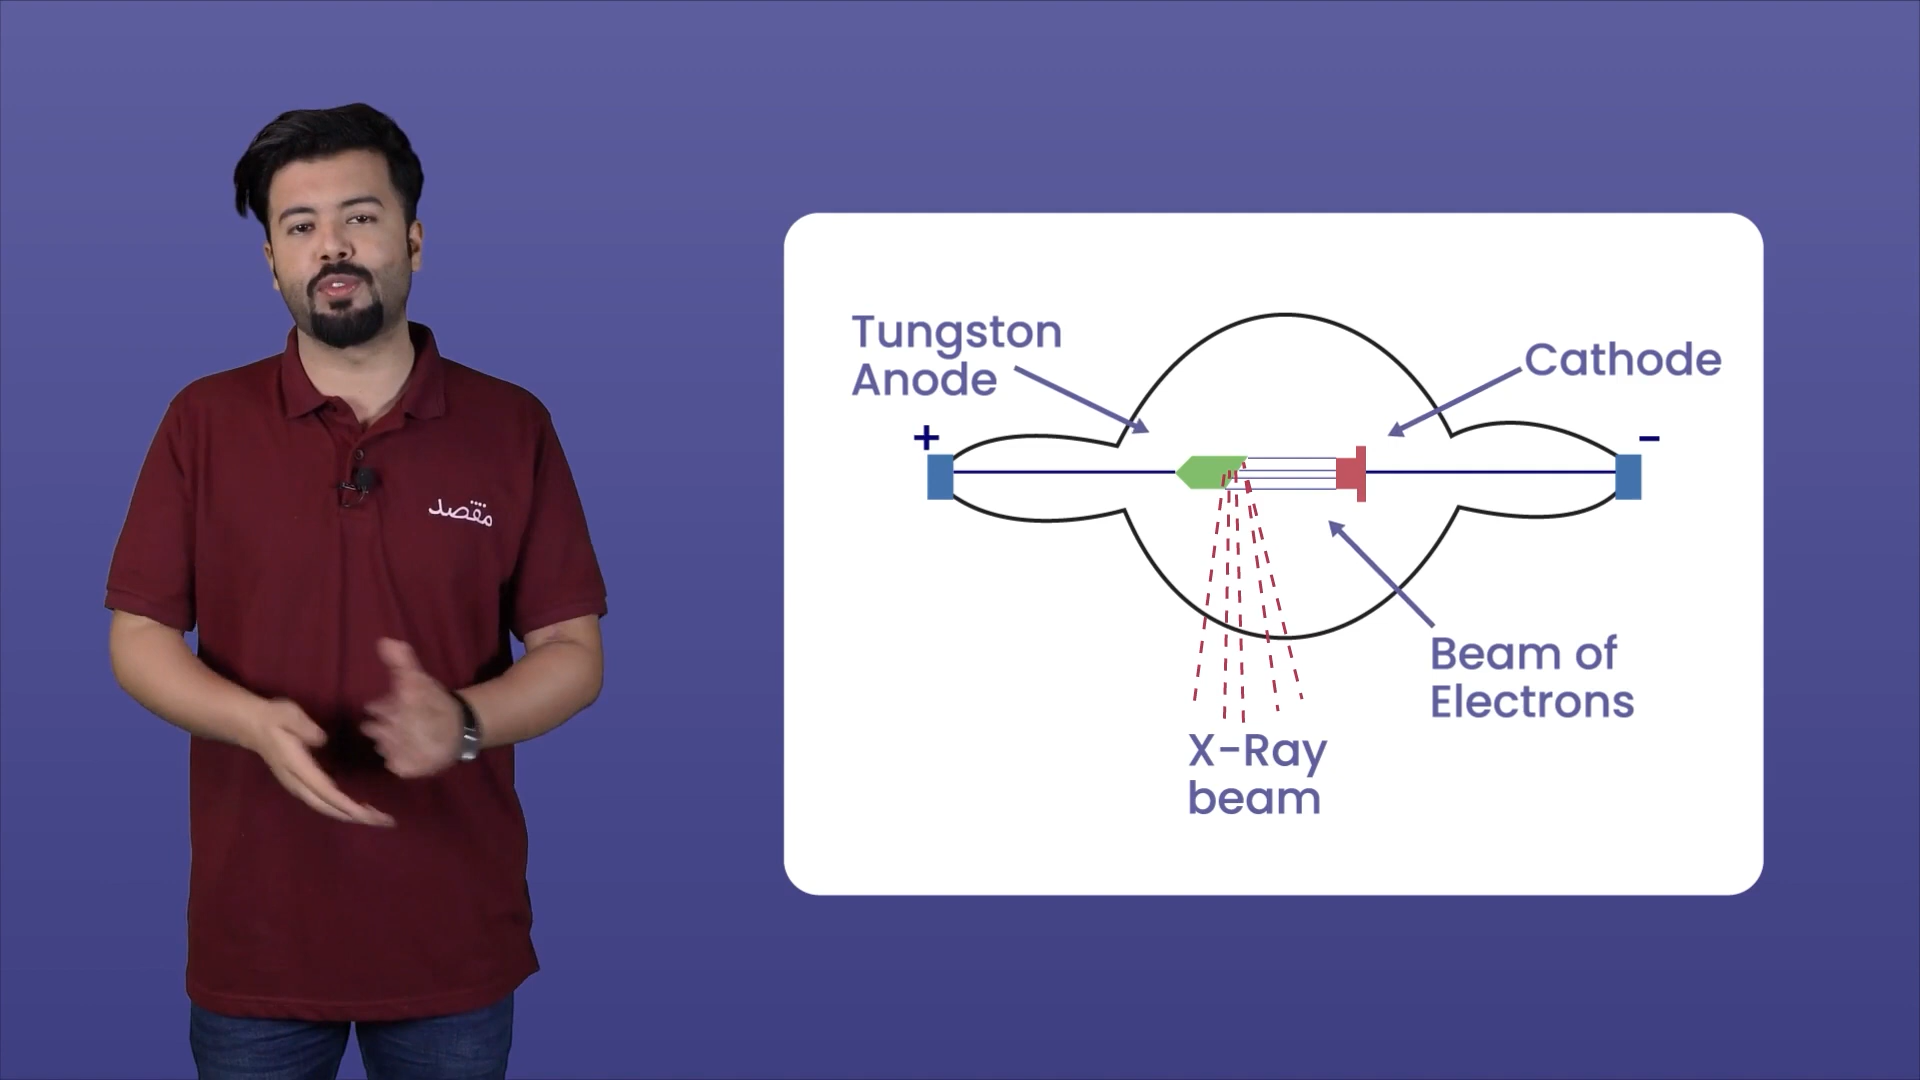 مقصد
Tungston
Anode
Cathode
+
−
Beam of
Electrons
X-Ray
beam